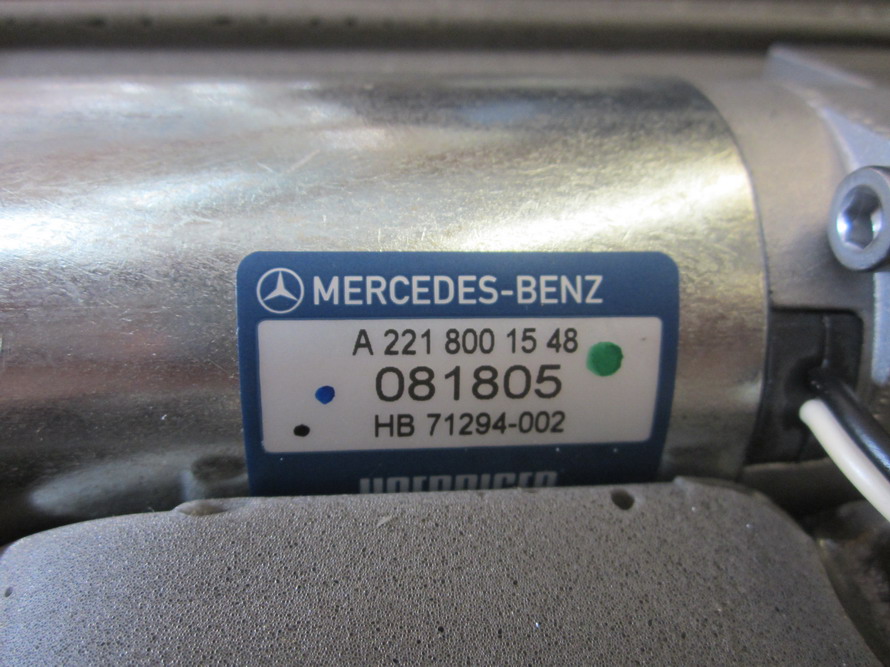 MERCEDES-BENZ
A 221 800 15 48
081805
HB 71294-002